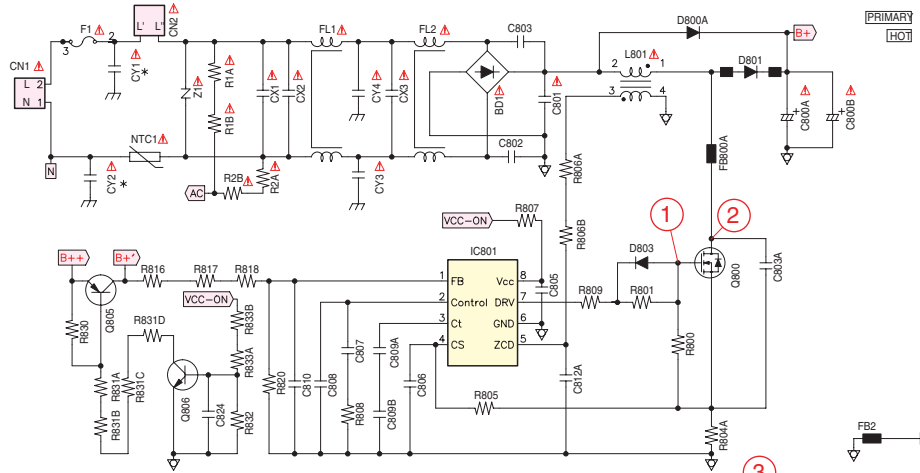 CN2
L' L"
F1
3 2
FL1
FL2
C803
D800A
B+
PRIMARY
HOT
CN1
L 2
N 1
CY1
*
Z1
R1A
R1B
CX1
CX2
CY4
CX3
BD1
C801
L801
2 1
3 4
D801
C800A
+
C800B
+
FB800A
N
NTC1
CY2
*
AC
R2B
R2A
CY3
C802
R806A
R806B
VCC-ON
R807
1
2
B++
B+'
R816
R817
R818
IC801
1 FB
2 Control
3 Ct
4 CS
Vcc 8
DRV 7
GND 6
ZCD 5
C805
D803
R809
R801
Q800
C803A
Q805
VCC-ON
R830
R831D
R833B
R833A
R831A
R831C
R831B
Q806
C824
R832
R820
C810
C808
C807
R808
C809A
C809B
C806
R805
C812A
R800
R804A
FB2
3